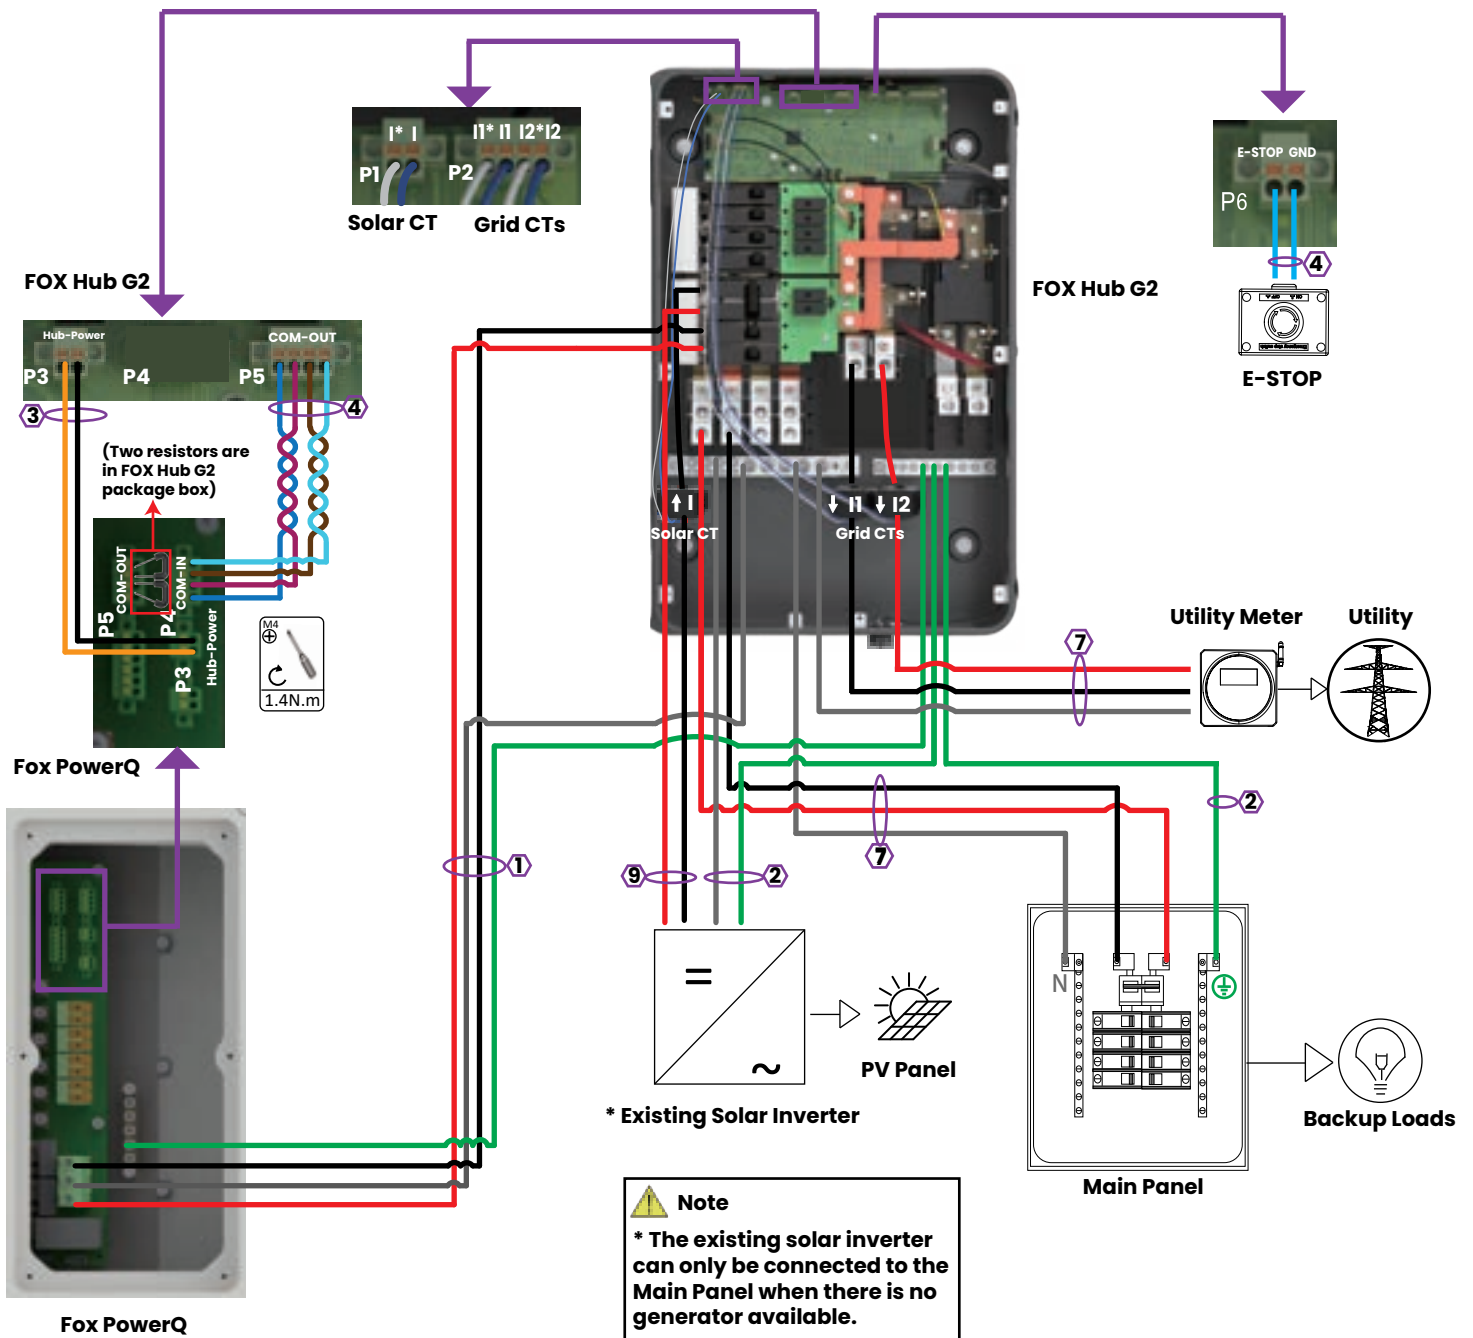 I* I
I1* I1 I2* I2
P1
P2
Solar CT
Grid CTs
E-STOP GND
P6
4
E-STOP
FOX Hub G2
FOX Hub G2
Hub-Power
COM-OUT
P3
P4
P5
3
4
(Two resistors are
in FOX Hub G2
package box)
COM-OUT
COM-IN
P5
P4
P3
Hub-Power
M4
1.4N.m
Fox PowerQ
I
I1
I2
Solar CT
Grid CTs
Utility Meter
Utility
7
2
7
1
9
2
N
PV Panel
* Existing Solar Inverter
Backup Loads
Main Panel
Note
* The existing solar inverter
can only be connected to the
Main Panel when there is no
generator available.
Fox PowerQ